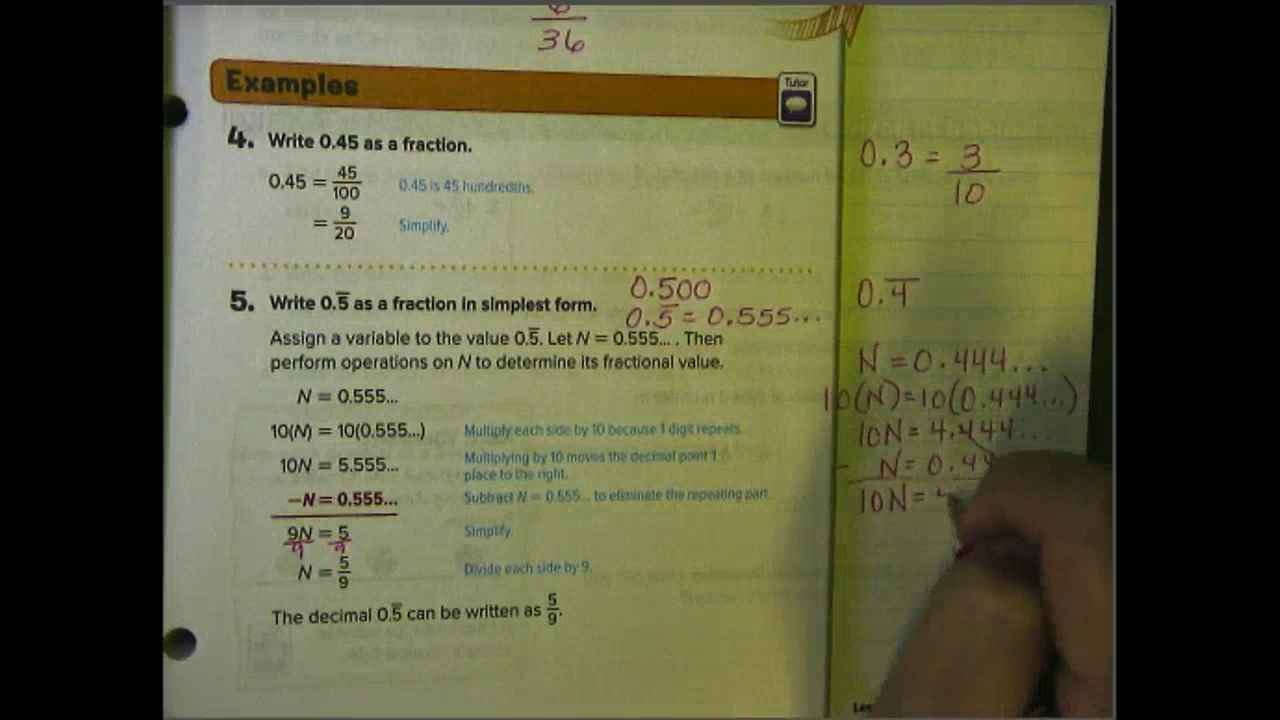 36
Examples
Tutor
4. Write 0.45 as a fraction.
0.45 = 45/100 0.45 is 45 hundredths.
= 9/20 Simplify.
5. Write 0.5̅ as a fraction in simplest form.
0.500
0.5̅ = 0.555...
Assign a variable to the value 0.5̅. Let N = 0.555... . Then
perform operations on N to determine its fractional value.
N = 0.555...
10(N) = 10(0.555...) Multiply each side by 10 because 1 digit repeats.
10N = 5.555... Multiplying by 10 moves the decimal point 1
place to the right.
−N = 0.555... Subtract N = 0.555... to eliminate the repeating part.
9N = 5 Simplify.
9 9
N = 5/9 Divide each side by 9.
The decimal 0.5̅ can be written as 5/9.
0.3 = 3/10
0.4̅
N = 0.444...
10(N) = 10(0.444...)
10N = 4.444...
− N = 0.44
10N =